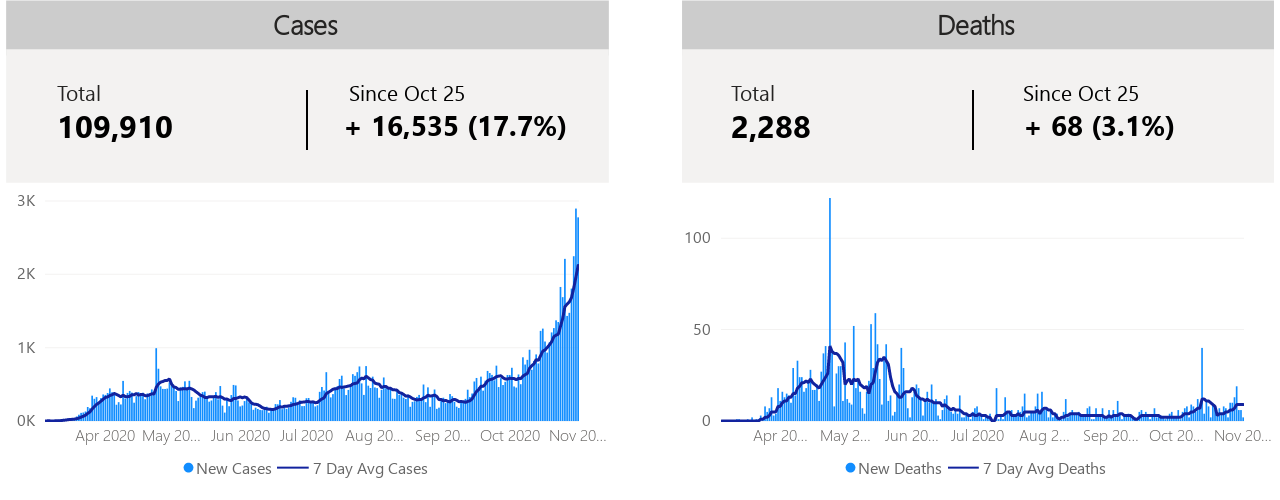 Cases
Total
Since Oct 25
109,910
+ 16,535 (17.7%)
3K
2K
1K
0K
Apr 2020 May 20... Jun 2020 Jul 2020 Aug 20... Sep 20... Oct 2020 Nov 20...
New Cases 7 Day Avg Cases
Deaths
Total
Since Oct 25
2,288
+ 68 (3.1%)
100
50
0
Apr 20... May 2... Jun 20... Jul 2020 Aug 2... Sep 20... Oct 20... Nov 20...
New Deaths 7 Day Avg Deaths